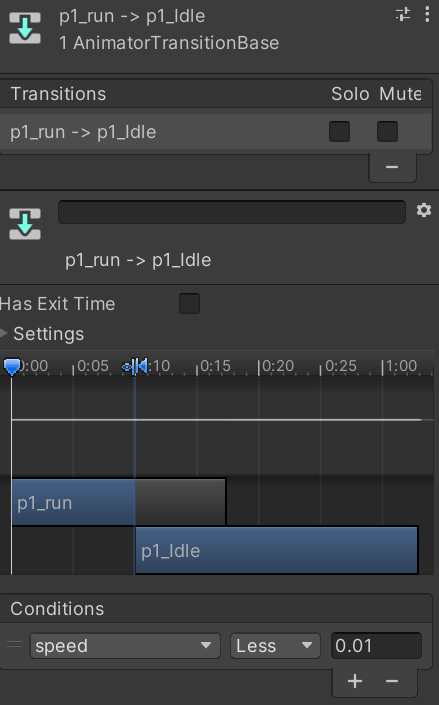 p1_run -> p1_Idle
1 AnimatorTransitionBase
Transitions Solo Mute
p1_run -> p1_Idle
p1_run -> p1_Idle
Has Exit Time
Settings
0:00 0:05 0:10 0:15 0:20 0:25 1:00
p1_run
p1_Idle
Conditions
speed Less 0.01